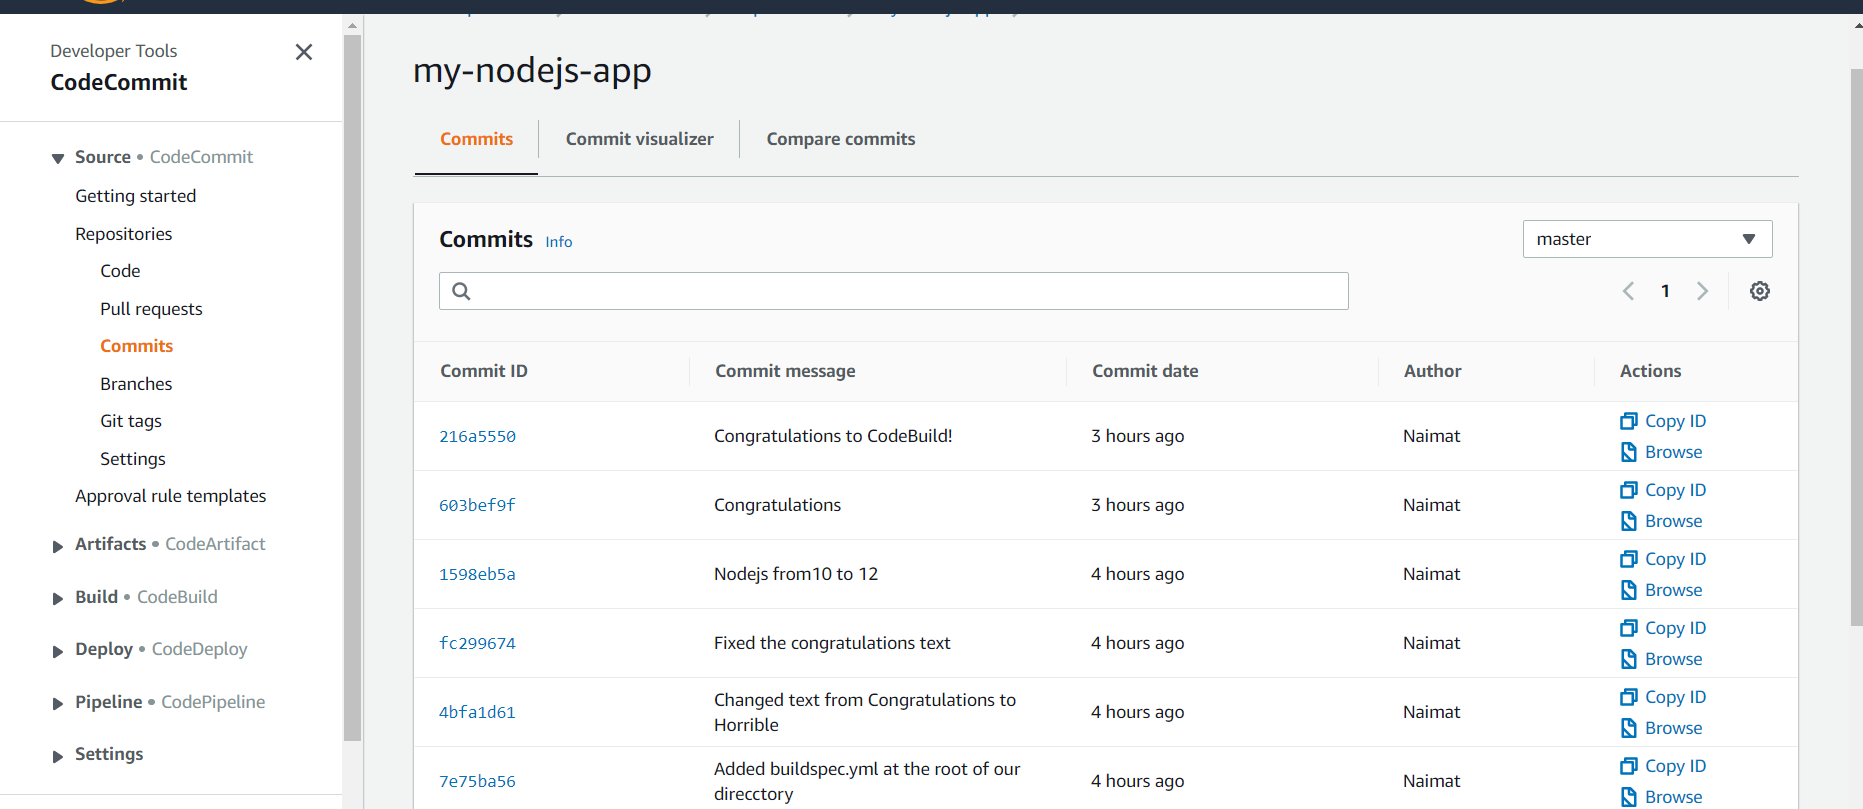 Developer Tools
CodeCommit
Source • CodeCommit
Getting started
Repositories
Code
Pull requests
Commits
Branches
Git tags
Settings
Approval rule templates
Artifacts • CodeArtifact
Build • CodeBuild
Deploy • CodeDeploy
Pipeline • CodePipeline
Settings
my-nodejs-app
Commits
Commit visualizer
Compare commits
Commits Info
master
1
Commit ID Commit message Commit date Author Actions
216a5550 Congratulations to CodeBuild! 3 hours ago Naimat Copy ID
Browse
603bef9f Congratulations 3 hours ago Naimat Copy ID
Browse
1598eb5a Nodejs from10 to 12 4 hours ago Naimat Copy ID
Browse
fc299674 Fixed the congratulations text 4 hours ago Naimat Copy ID
Browse
4bfa1d61 Changed text from Congratulations to
Horrible 4 hours ago Naimat Copy ID
Browse
7e75ba56 Added buildspec.yml at the root of our
direcctory 4 hours ago Naimat Copy ID
Browse